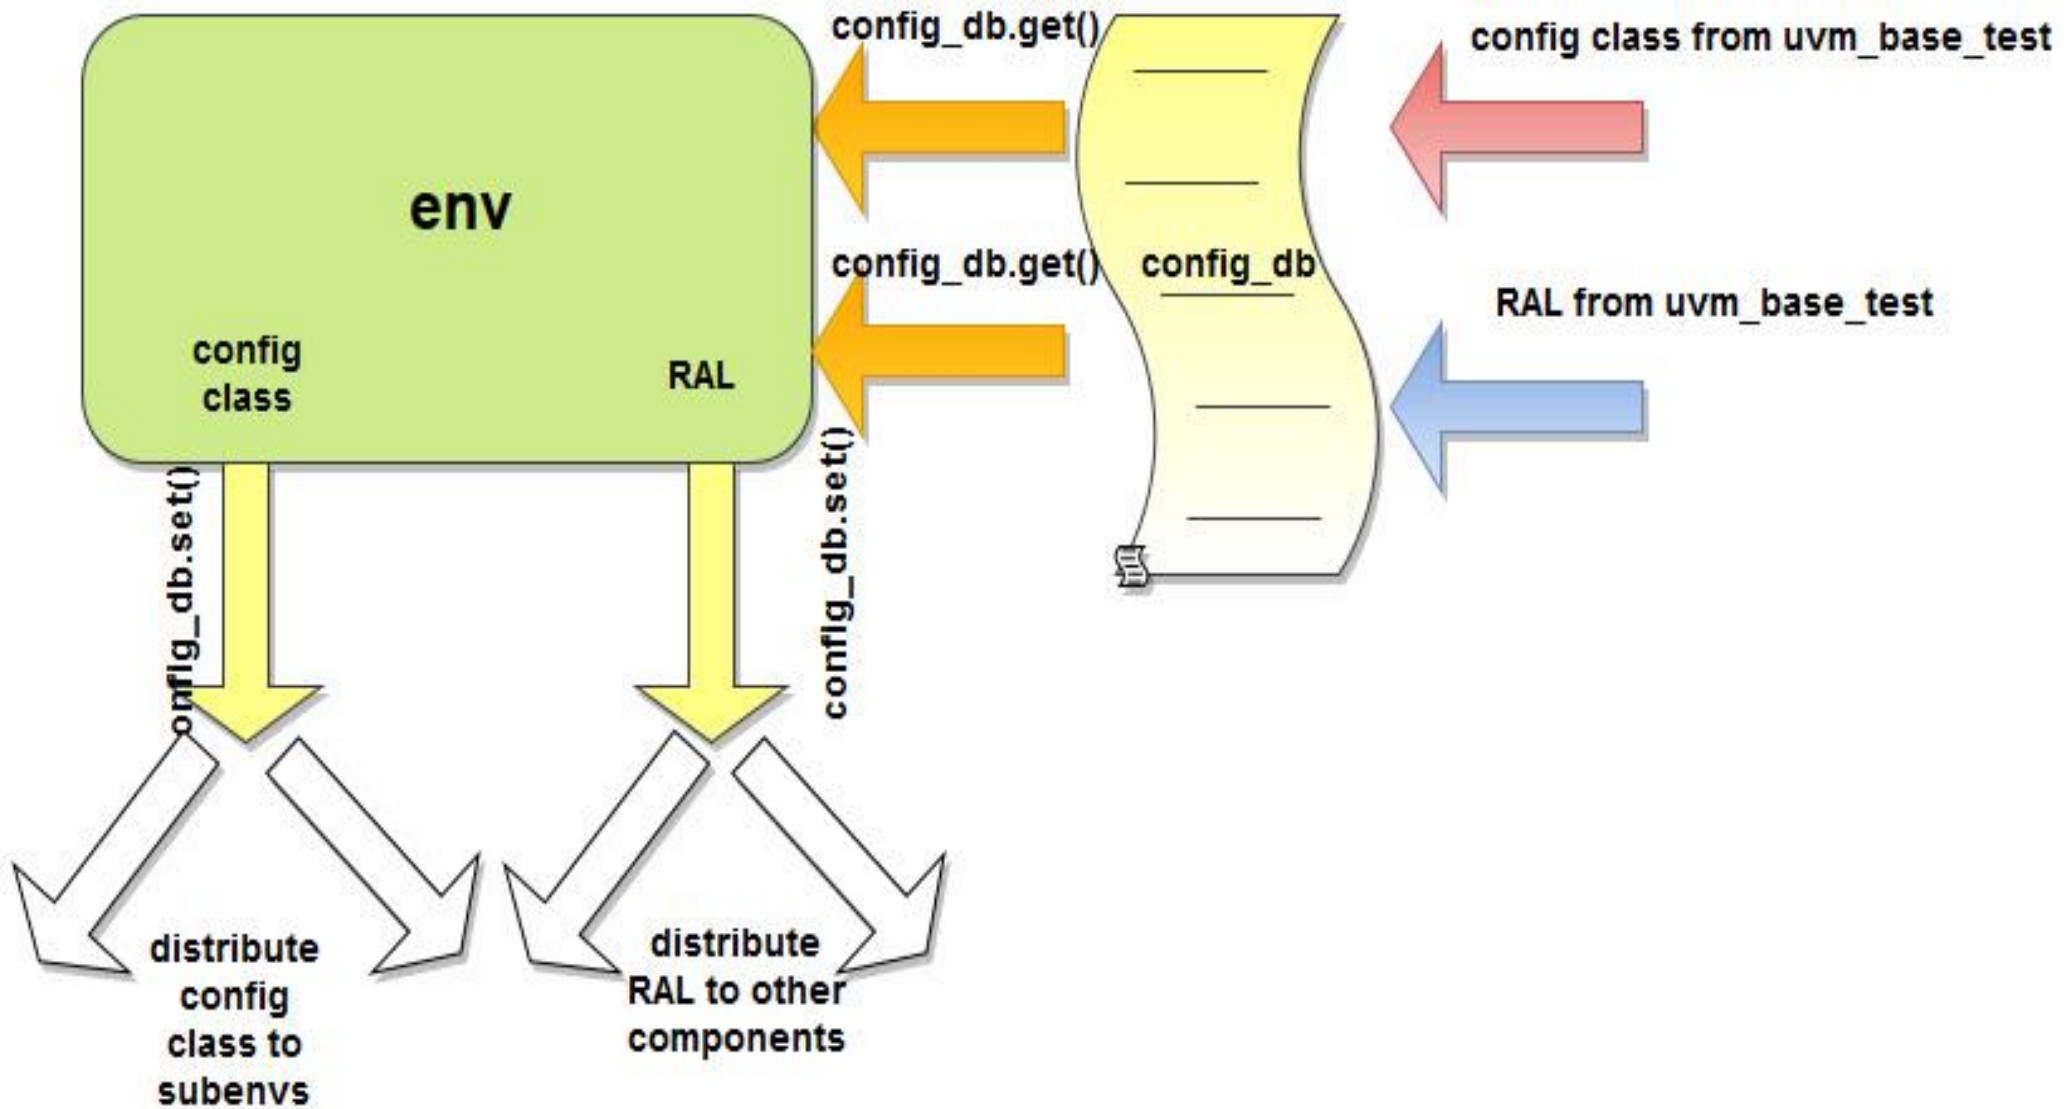 config_db.get()
config class from uvm_base_test
env
config_db.get()
config_db
RAL from uvm_base_test
config
class
RAL
onfig_db.set()
config_db.set()
distribute
config
class to
subenvs
distribute
RAL to other
components